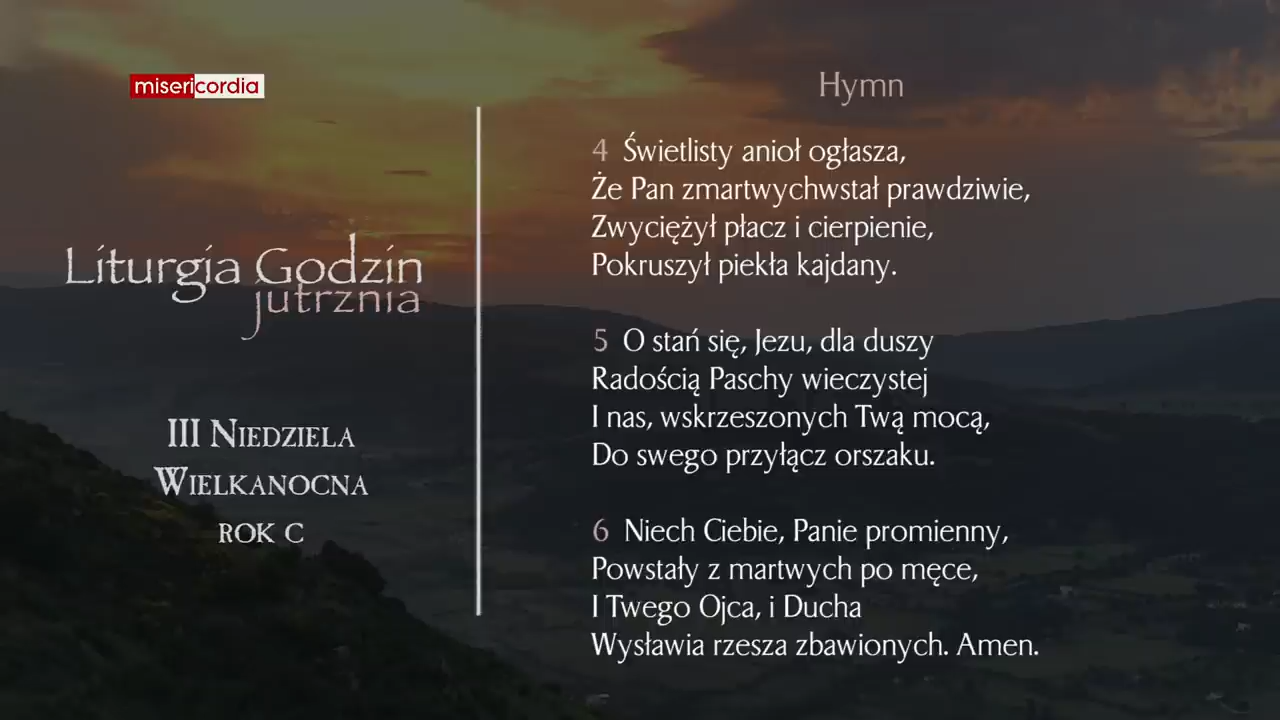 misericordia
Liturgia Godzin
jutrznia
III Niedziela
Wielkanocna
rok C
Hymn
4 Świetlisty anioł ogłasza,
Że Pan zmartwychwstał prawdziwie,
Zwyciężył płacz i cierpienie,
Pokruszył piekła kajdany.
5 O stań się, Jezu, dla duszy
Radością Paschy wieczystej
I nas, wskrzeszonych Twą mocą,
Do swego przyłącz orszaku.
6 Niech Ciebie, Panie promienny,
Powstały z martwych po męce,
I Twego Ojca, i Ducha
Wysławia rzesza zbawionych. Amen.